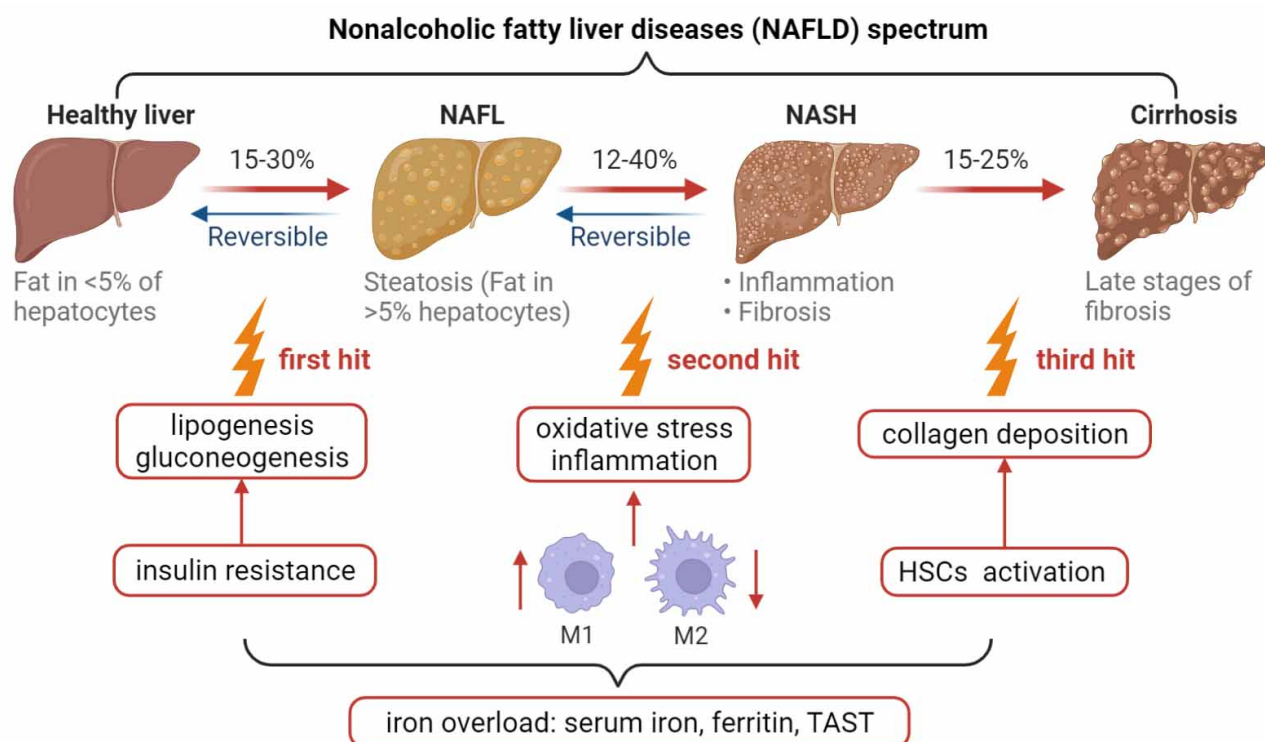 Nonalcoholic fatty liver diseases (NAFLD) spectrum
Healthy liver
NAFL
NASH
Cirrhosis
15-30%
12-40%
15-25%
Reversible
Reversible
Fat in <5% of
hepatocytes
Steatosis (Fat in
>5% hepatocytes)
• Inflammation
• Fibrosis
Late stages of
fibrosis
first hit
second hit
third hit
lipogenesis
gluconeogenesis
oxidative stress
inflammation
collagen deposition
insulin resistance
HSCs activation
M1
M2
iron overload: serum iron, ferritin, TAST